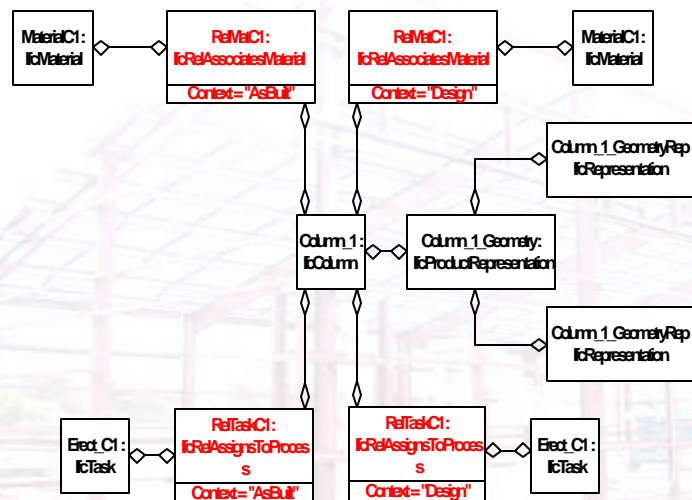 MaterialC1:
IfcMaterial
RelMatC1:
IfcRelAssociatesMaterial
Context = "AsBuilt"
RelMatC1:
IfcRelAssociatesMaterial
Context = "Design"
MaterialC1:
IfcMaterial
Column_1_GeometryRep
IfcRepresentation
Column_1:
IfcColumn
Column_1_Geometry:
IfcProductRepresentation
Column_1_GeometryRep
IfcRepresentation
Erect_C1:
IfcTask
RelTaskC1:
IfcRelAssignsToProces
s
Context = "AsBuilt"
RelTaskC1:
IfcRelAssignsToProces
s
Context = "Design"
Erect_C1:
IfcTask